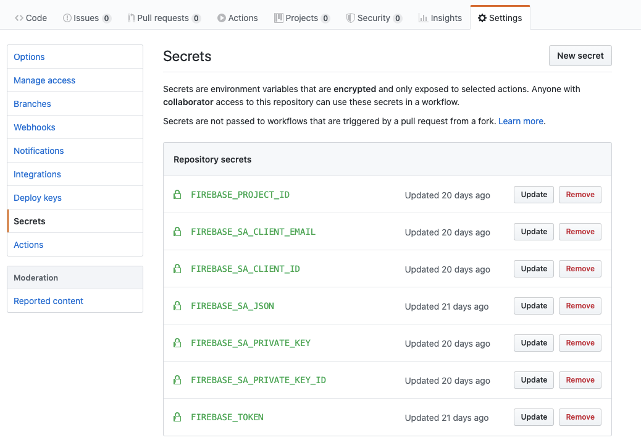 Code Issues 0 Pull requests 0 Actions Projects 0 Security 0 Insights Settings
Options
Manage access
Branches
Webhooks
Notifications
Integrations
Deploy keys
Secrets
Actions
Moderation
Reported content
Secrets New secret
Secrets are environment variables that are encrypted and only exposed to selected actions. Anyone with
collaborator access to this repository can use these secrets in a workflow.
Secrets are not passed to workflows that are triggered by a pull request from a fork. Learn more.
Repository secrets
FIREBASE_PROJECT_ID Updated 20 days ago Update Remove
FIREBASE_SA_CLIENT_EMAIL Updated 20 days ago Update Remove
FIREBASE_SA_CLIENT_ID Updated 20 days ago Update Remove
FIREBASE_SA_JSON Updated 21 days ago Update Remove
FIREBASE_SA_PRIVATE_KEY Updated 20 days ago Update Remove
FIREBASE_SA_PRIVATE_KEY_ID Updated 20 days ago Update Remove
FIREBASE_TOKEN Updated 21 days ago Update Remove